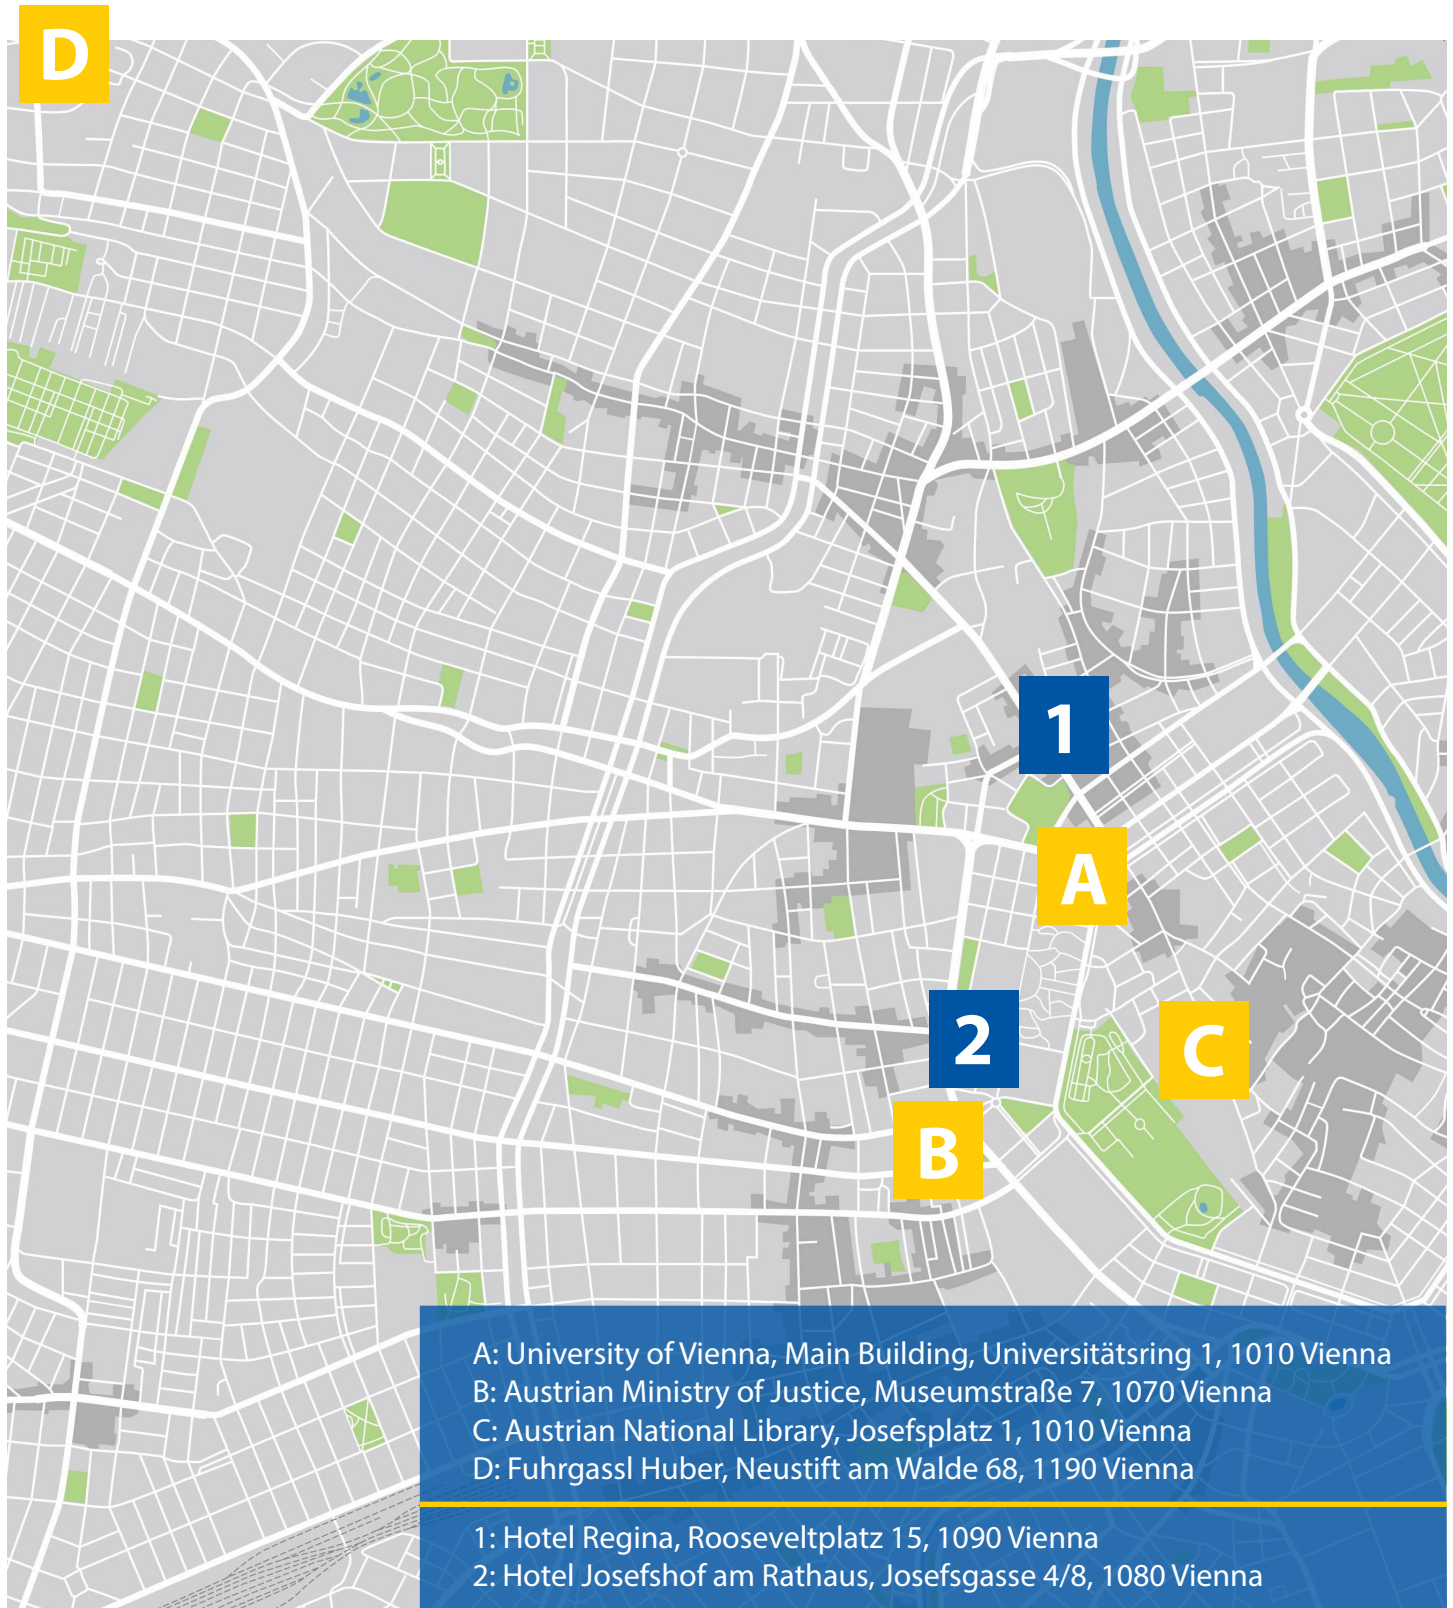 D
1
A
2
C
B
A: University of Vienna, Main Building, Universitätsring 1, 1010 Vienna
B: Austrian Ministry of Justice, Museumstraße 7, 1070 Vienna
C: Austrian National Library, Josefsplatz 1, 1010 Vienna
D: Fuhrgassl Huber, Neustift am Walde 68, 1190 Vienna
1: Hotel Regina, Rooseveltplatz 15, 1090 Vienna
2: Hotel Josefshof am Rathaus, Josefsgasse 4/8, 1080 Vienna